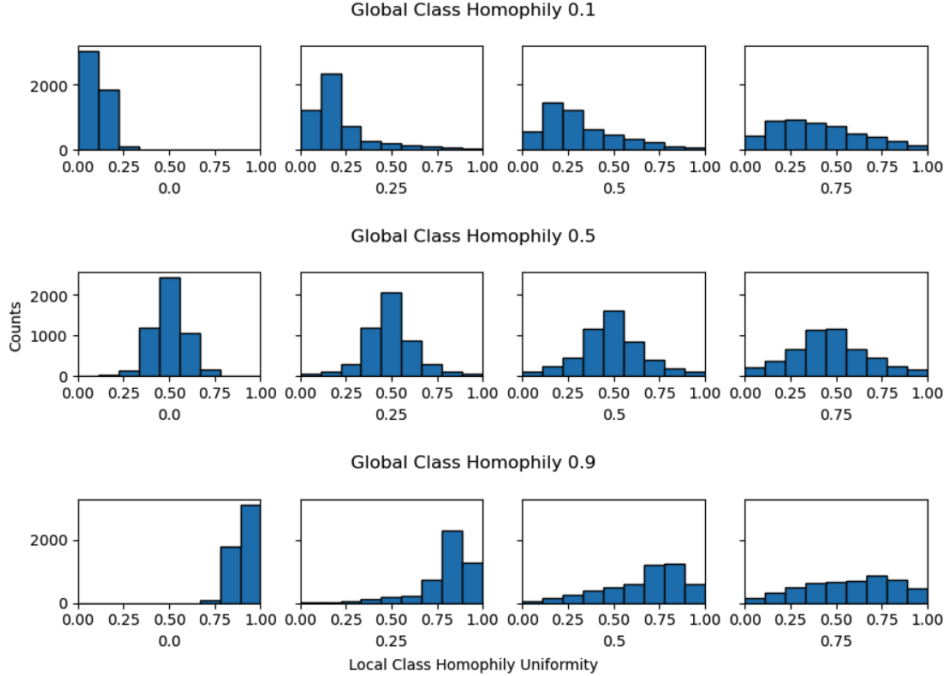 Global Class Homophily 0.1
2000
0
0.00 0.25 0.50 0.75 1.00 0.00 0.25 0.50 0.75 1.00 0.00 0.25 0.50 0.75 1.00 0.00 0.25 0.50 0.75 1.00
0.0 0.25 0.5 0.75
Global Class Homophily 0.5
2000
1000
0
Counts
0.00 0.25 0.50 0.75 1.00 0.00 0.25 0.50 0.75 1.00 0.00 0.25 0.50 0.75 1.00 0.00 0.25 0.50 0.75 1.00
0.0 0.25 0.5 0.75
Global Class Homophily 0.9
2000
0
0.00 0.25 0.50 0.75 1.00 0.00 0.25 0.50 0.75 1.00 0.00 0.25 0.50 0.75 1.00 0.00 0.25 0.50 0.75 1.00
0.0 0.25 0.5 0.75
Local Class Homophily Uniformity